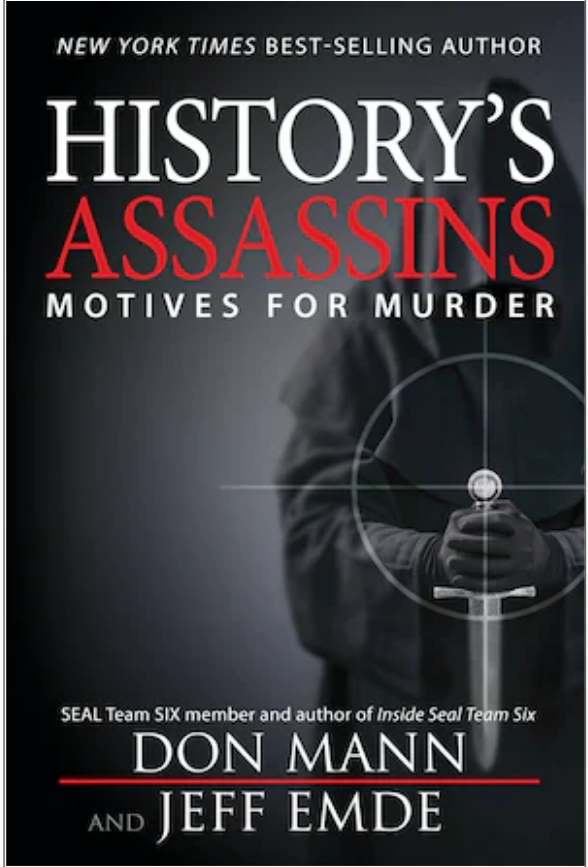 NEW YORK TIMES BEST-SELLING AUTHOR
HISTORY'S
ASSASSINS
MOTIVES FOR MURDER
SEAL Team SIX member and author of Inside Seal Team Six
DON MANN
AND JEFF EMDE